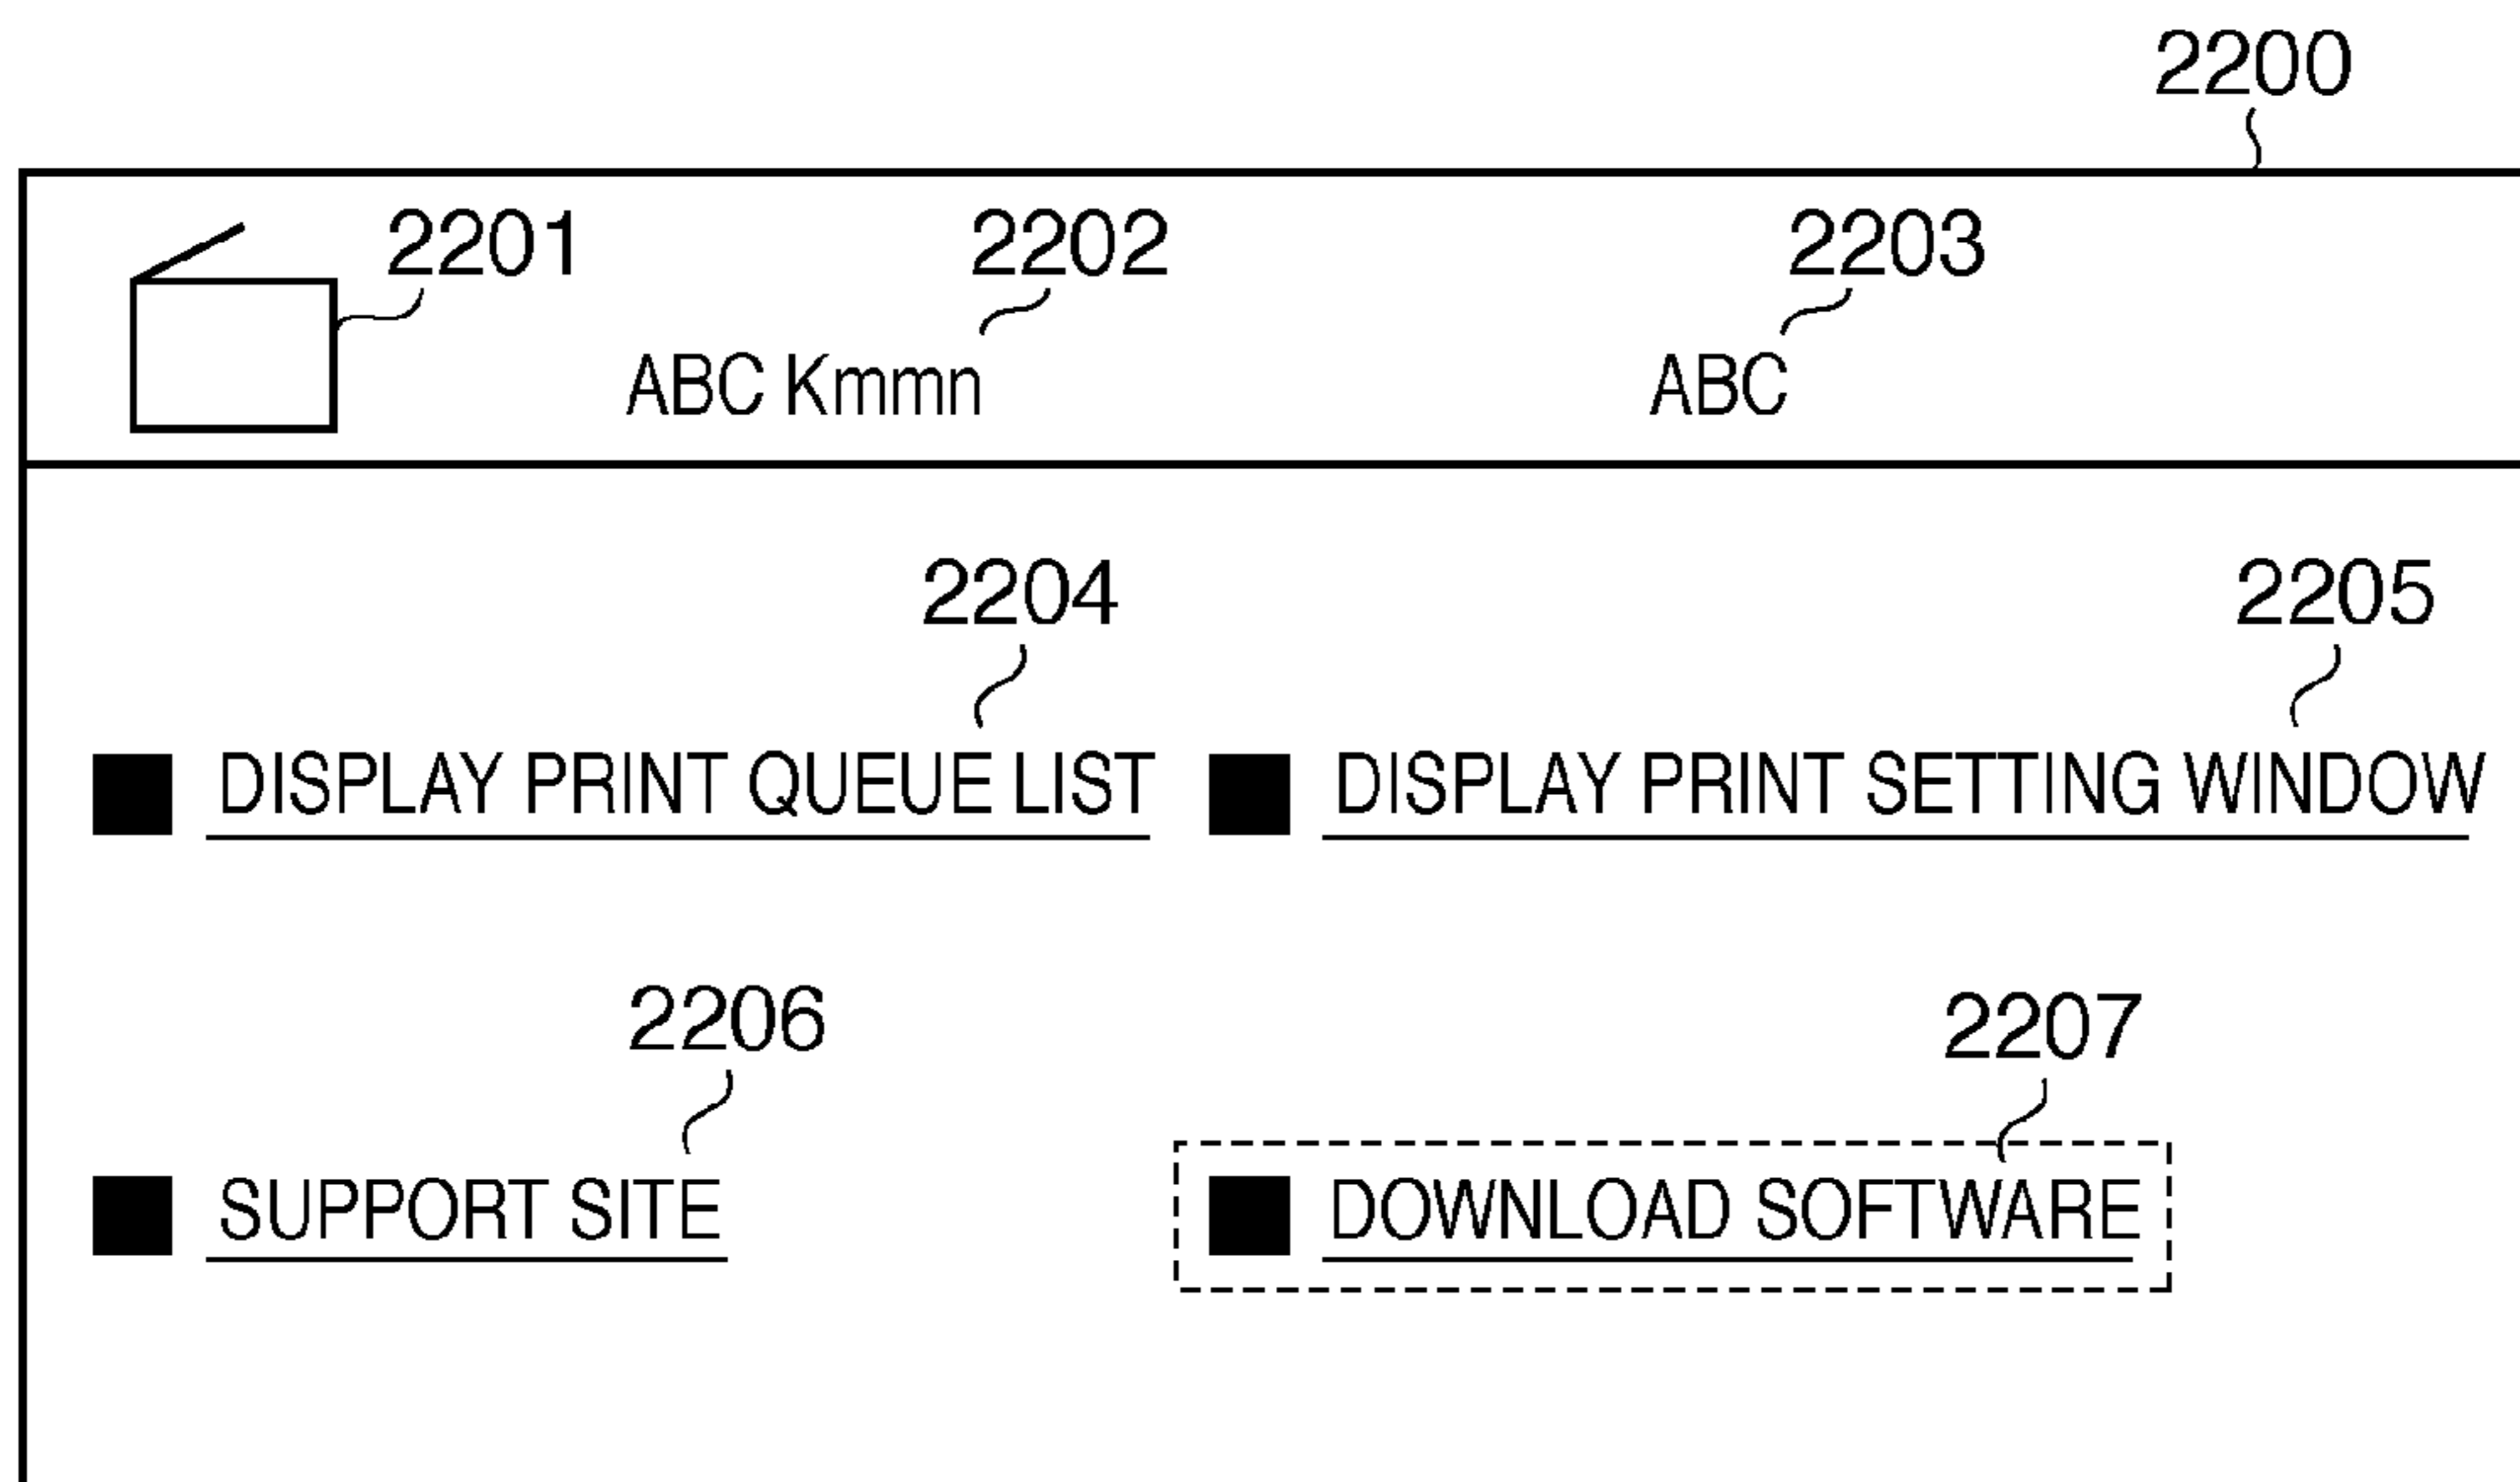 2200
2201 2202 2203
ABC Kmmn ABC
2204 2205
DISPLAY PRINT QUEUE LIST DISPLAY PRINT SETTING WINDOW
2206 2207
SUPPORT SITE DOWNLOAD SOFTWARE